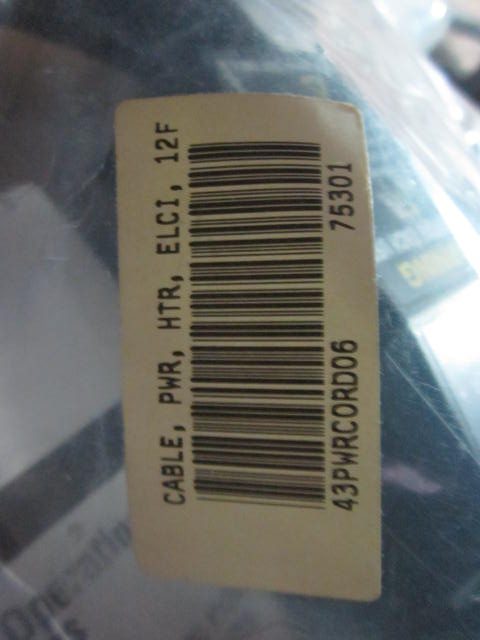 CABLE, PWR, HTR, ELCI, 12F
43PWRCORD06 75301